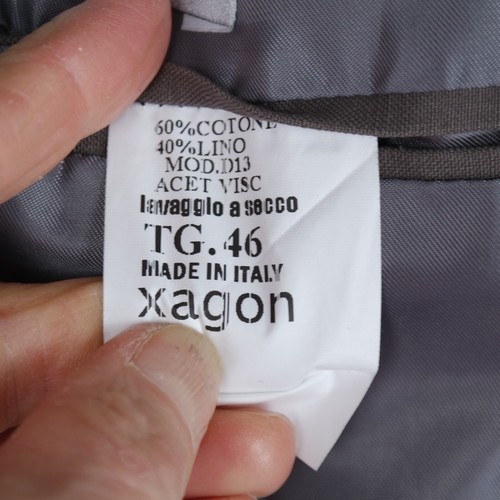 60%COTONE
40%LINO
MOD.D13
ACET VISC
lavaggio a secco
TG. 46
MADE IN ITALY
xagon